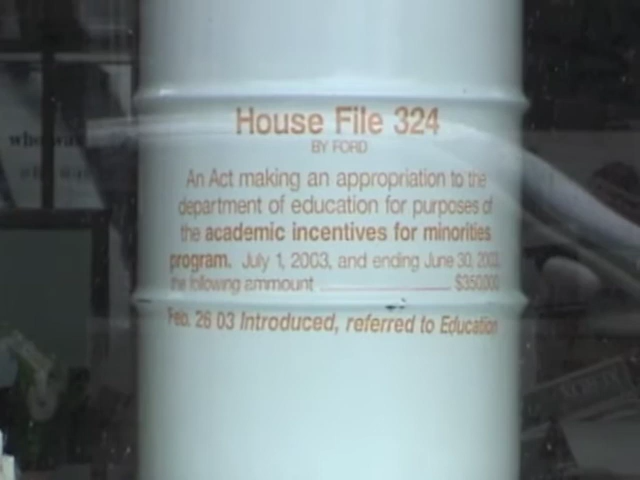 House File 324
BY FORD
An Act making an appropriation to the
department of education for purposes of
the academic incentives for minorities
program. July 1, 2003, and ending June 30,
the following ammount $350,000
Feb. 26 03 Introduced, referred to Education